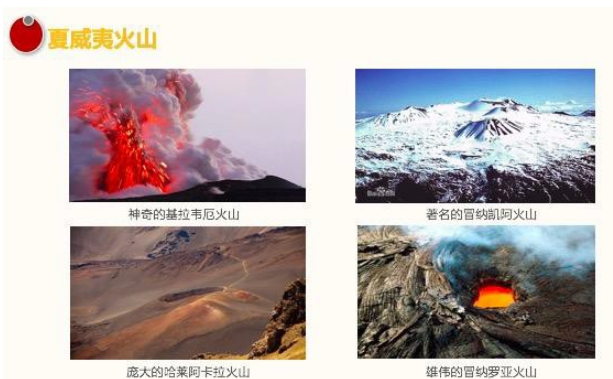 夏威夷火山
神奇的基拉韦厄火山
著名的冒纳凯阿火山
庞大的哈莱阿卡拉火山
雄伟的冒纳罗亚火山